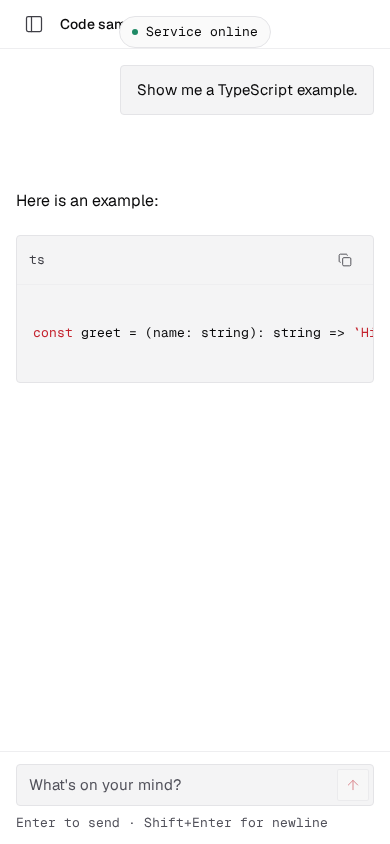 Code sam
Service online
Show me a TypeScript example.
Here is an example:
ts
const greet = (name: string): string => `Hi
What's on your mind?
Enter to send · Shift+Enter for newline